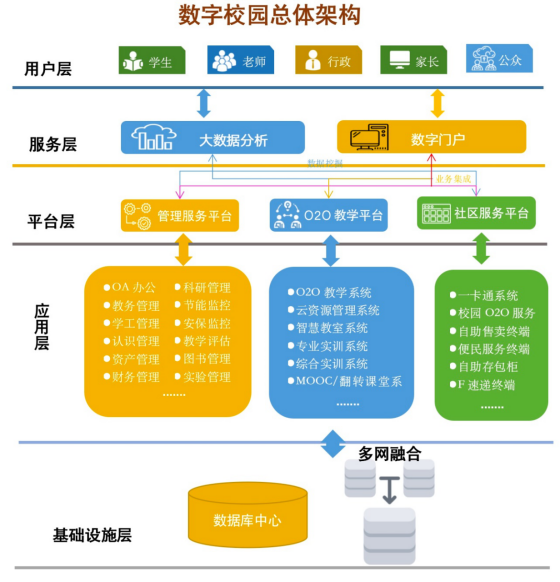 数字校园总体架构
用户层
学生
老师
行政
家长
公众
服务层
大数据分析
数字门户
数据挖掘
业务集成
平台层
管理服务平台
O2O 教学平台
社区服务平台
应用层
OA 办公
教务管理
学工管理
认识管理
资产管理
财务管理
科研管理
节能监控
安保监控
教学评估
图书管理
实验管理
.......
O2O 教学系统
云资源管理系统
智慧教室系统
专业实训系统
综合实训系统
MOOC/翻转课堂系
.......
一卡通系统
校园 O2O 服务
自助售卖终端
便民服务终端
自助存包柜
F 速递终端
.......
多网融合
基础设施层
数据库中心